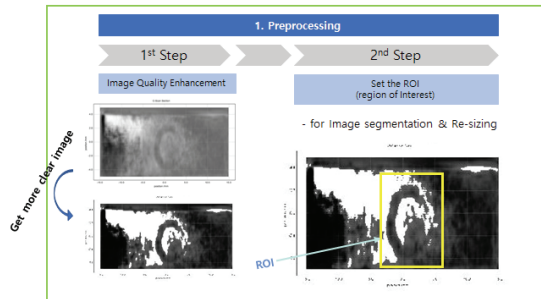 1. Preprocessing
1st Step
2nd Step
Image Quality Enhancement
Set the ROI
(region of Interest)
- for Image segmentation & Re-sizing
Get more clear image
ROI